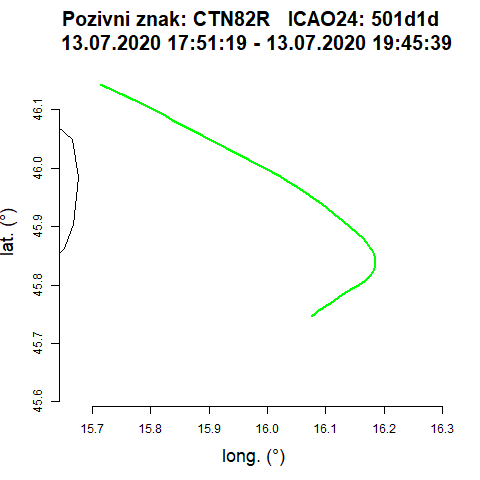 Pozivni znak: CTN82R   ICAO24: 501d1d
13.07.2020 17:51:19 - 13.07.2020 19:45:39
lat. (°)
46.1
46.0
45.9
45.8
45.7
45.6
15.7 15.8 15.9 16.0 16.1 16.2 16.3
long. (°)